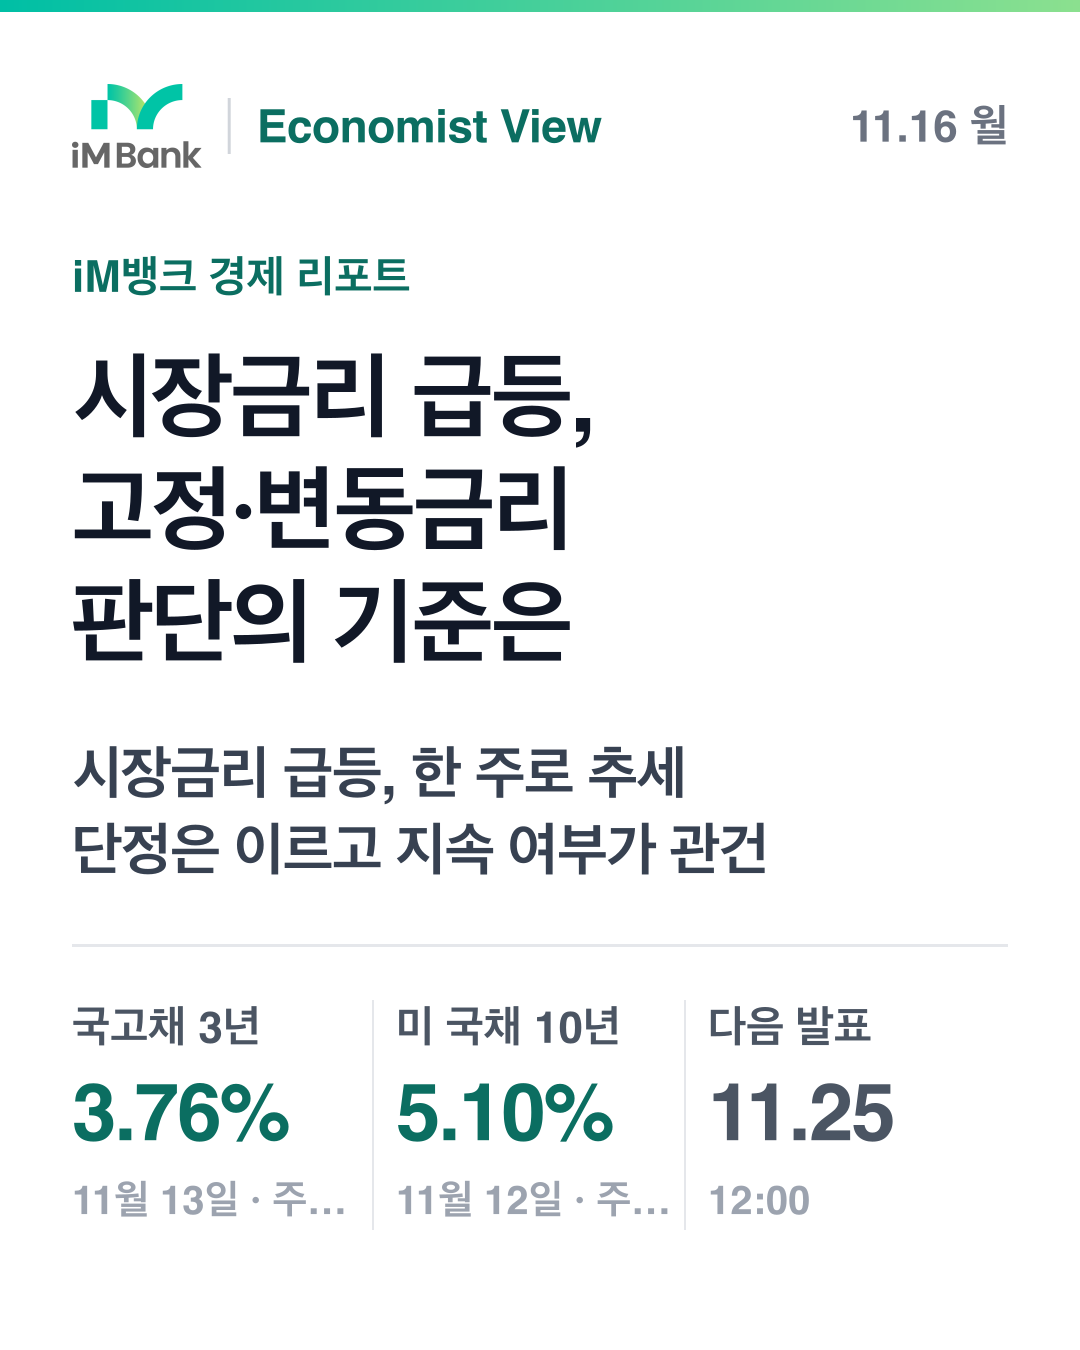 iM Bank
Economist View
11.16 월
iM뱅크 경제 리포트
시장금리 급등,
고정·변동금리
판단의 기준은
시장금리 급등, 한 주로 추세
단정은 이르고 지속 여부가 관건
국고채 3년
3.76%
11월 13일 · 주...
미 국채 10년
5.10%
11월 12일 · 주...
다음 발표
11.25
12:00